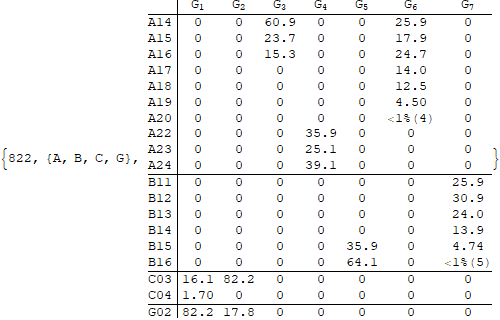 G₁ G₂ G₃ G₄ G₅ G₆ G₇
A14 0 0 60.9 0 0 25.9 0
A15 0 0 23.7 0 0 17.9 0
A16 0 0 15.3 0 0 24.7 0
A17 0 0 0 0 0 14.0 0
A18 0 0 0 0 0 12.5 0
A19 0 0 0 0 0 4.50 0
A20 0 0 0 0 0 <1%(4) 0
A22 0 0 0 35.9 0 0 0
A23 0 0 0 25.1 0 0 0
{822, {A, B, C, G}, A24 0 0 0 39.1 0 0 0 }
B11 0 0 0 0 0 0 25.9
B12 0 0 0 0 0 0 30.9
B13 0 0 0 0 0 0 24.0
B14 0 0 0 0 0 0 13.9
B15 0 0 0 0 35.9 0 4.74
B16 0 0 0 0 64.1 0 <1%(5)
C03 16.1 82.2 0 0 0 0 0
C04 1.70 0 0 0 0 0 0
G02 82.2 17.8 0 0 0 0 0